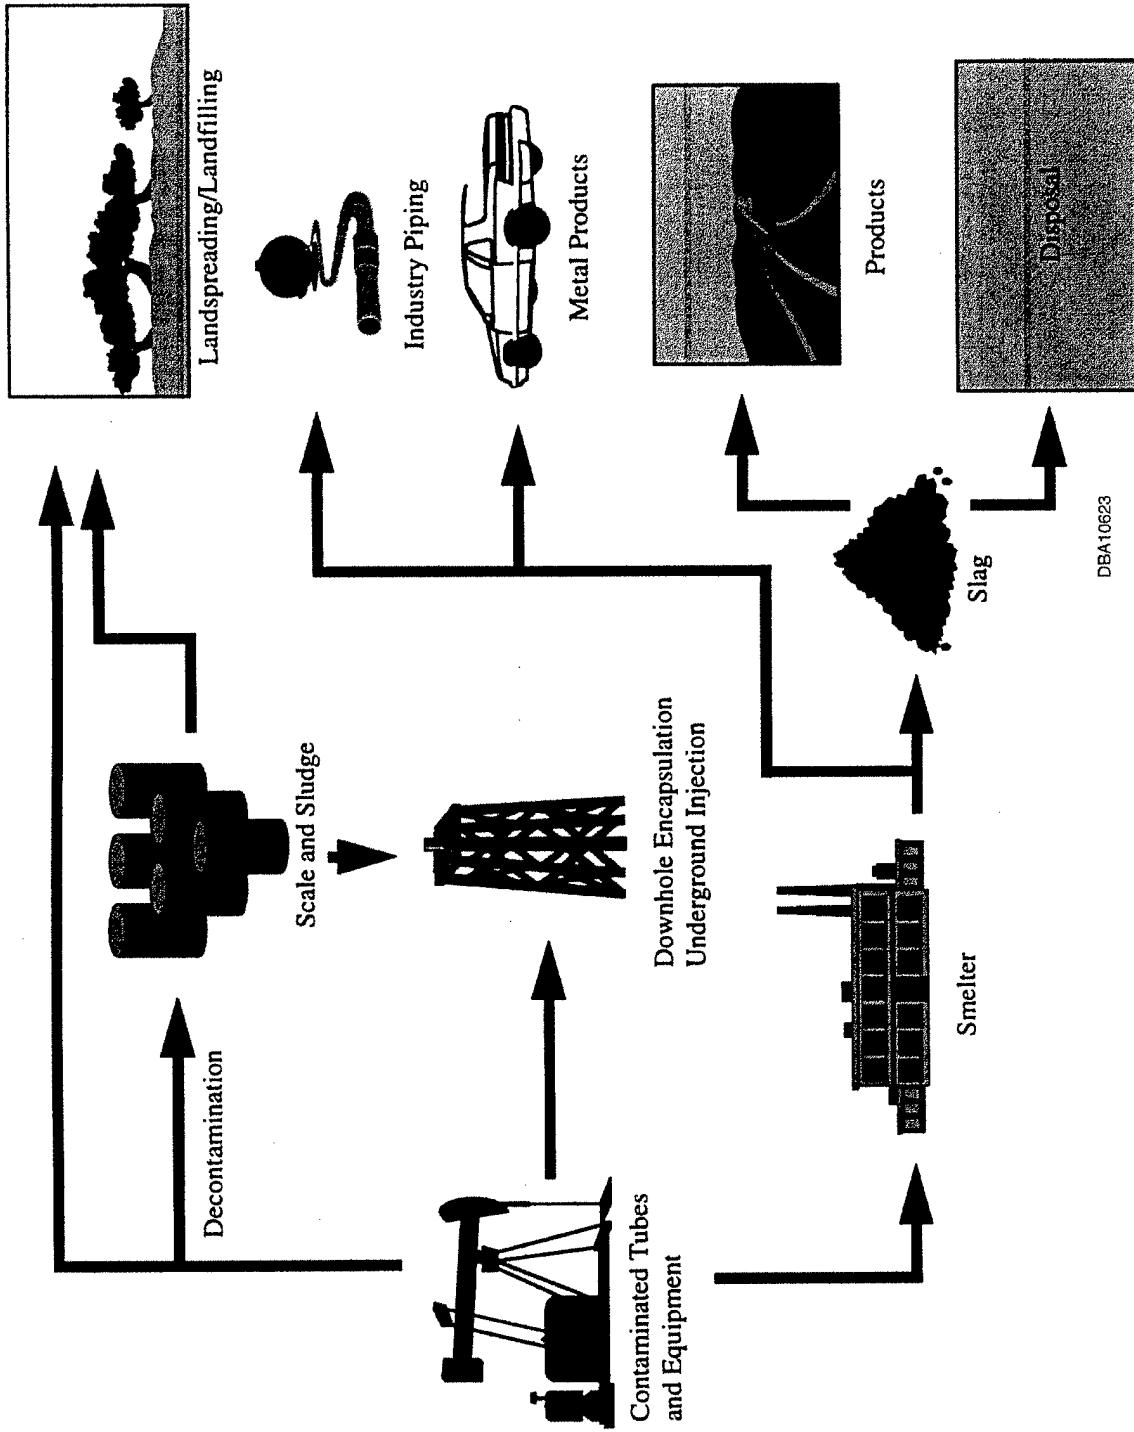 Landspreading/Landfilling
Decontamination
Scale and Sludge
Industry Piping
Contaminated Tubes
and Equipment
Downhole Encapsulation
Underground Injection
Metal Products
Smelter
Slag
Products
Disposal
DBA10623